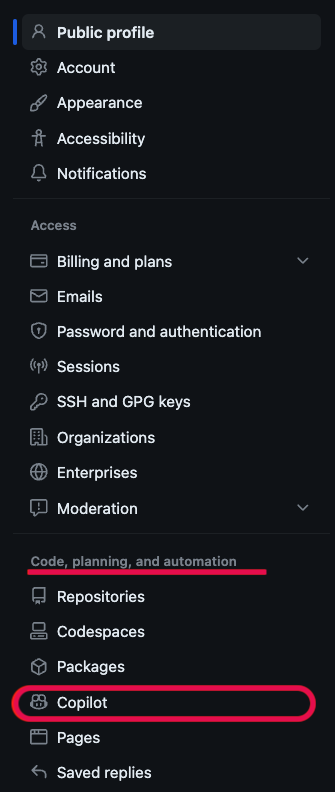 Public profile
Account
Appearance
Accessibility
Notifications
Access
Billing and plans
Emails
Password and authentication
Sessions
SSH and GPG keys
Organizations
Enterprises
Moderation
Code, planning, and automation
Repositories
Codespaces
Packages
Copilot
Pages
Saved replies